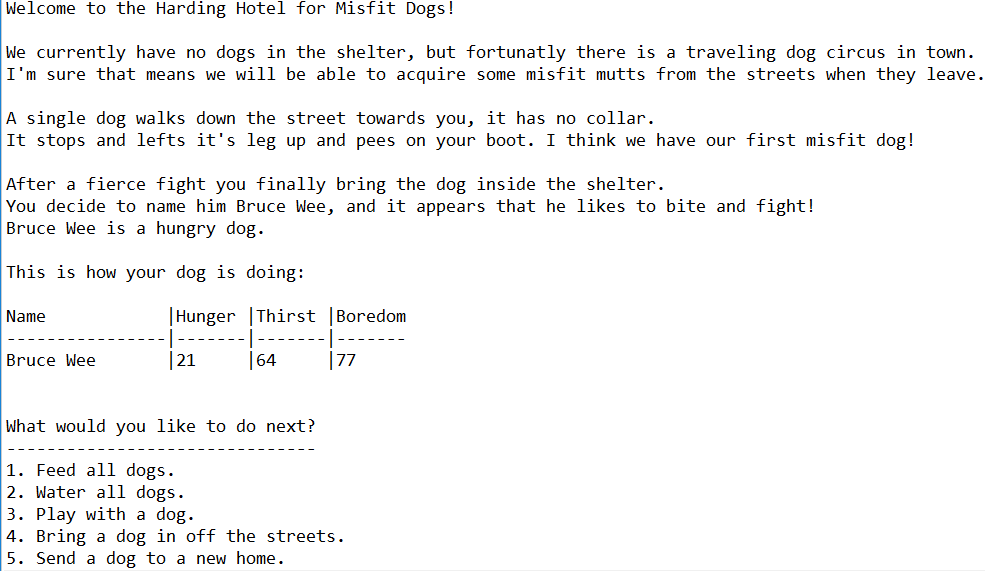 Welcome to the Harding Hotel for Misfit Dogs!
We currently have no dogs in the shelter, but fortunatly there is a traveling dog circus in town.
I'm sure that means we will be able to acquire some misfit mutts from the streets when they leave.
A single dog walks down the street towards you, it has no collar.
It stops and lefts it's leg up and pees on your boot. I think we have our first misfit dog!
After a fierce fight you finally bring the dog inside the shelter.
You decide to name him Bruce Wee, and it appears that he likes to bite and fight!
Bruce Wee is a hungry dog.
This is how your dog is doing:
Name            |Hunger |Thirst |Boredom
----------------|-------|-------|-------
Bruce Wee       |21     |64     |77
What would you like to do next?
-------------------------------
1. Feed all dogs.
2. Water all dogs.
3. Play with a dog.
4. Bring a dog in off the streets.
5. Send a dog to a new home.